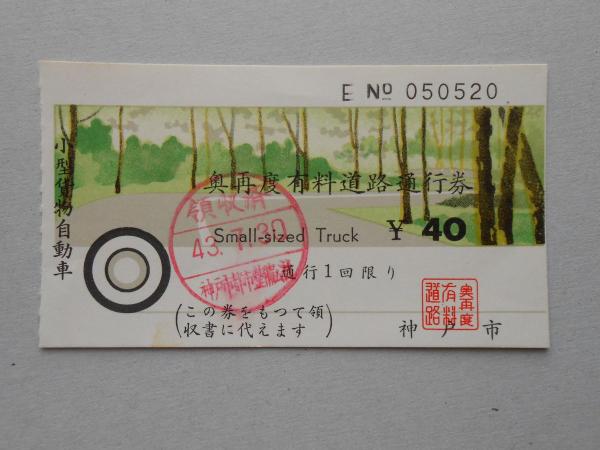 E No 050520
小型貨物自動車
奥再度有料道路通行券
Small-sized Truck ¥ 40
領収済
43.7.30
通行1回限り
(この券をもつて領
収書に代えます)
神戸市
奥再度
有料
道路